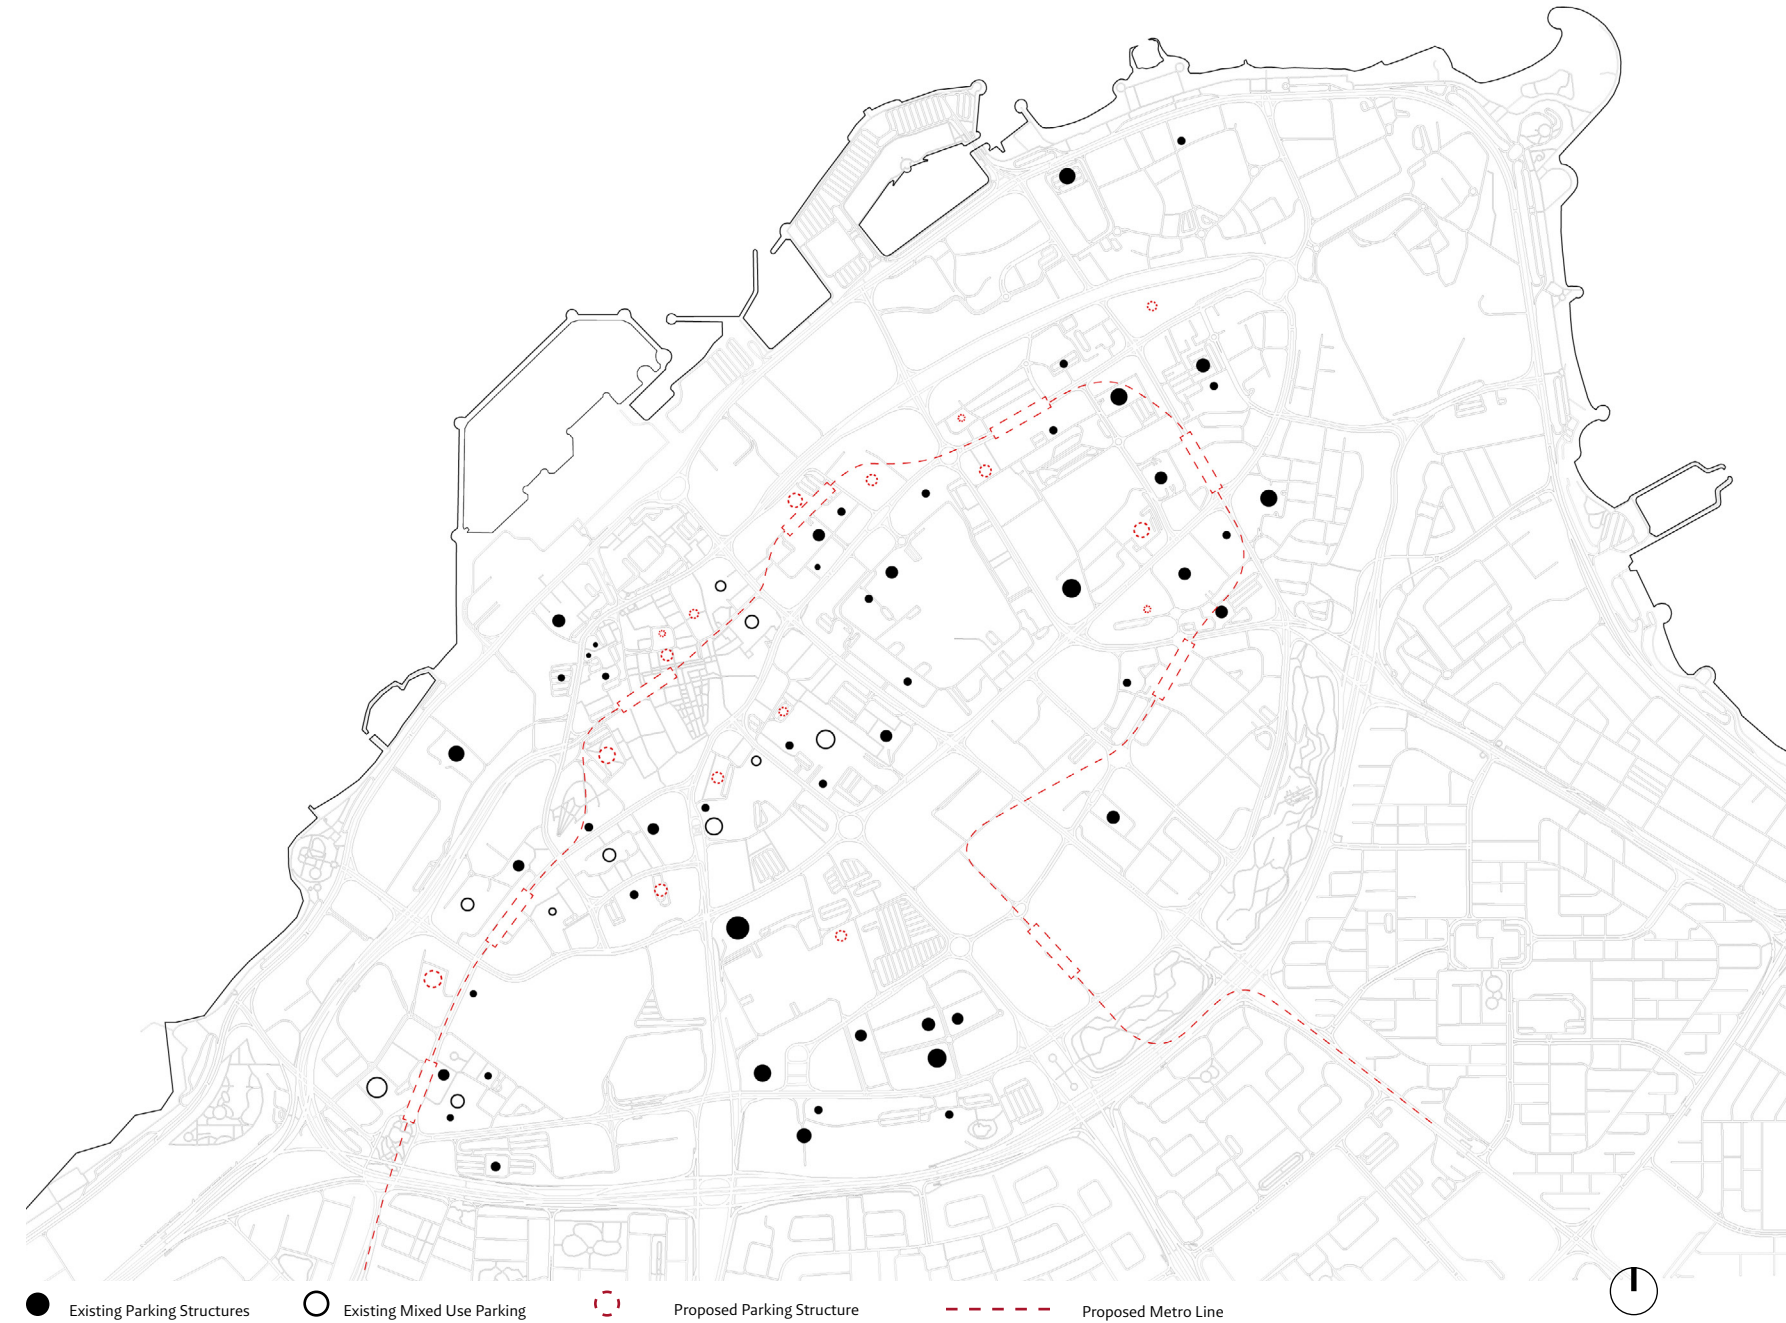 Existing Parking Structures
Existing Mixed Use Parking
Proposed Parking Structure
Proposed Metro Line